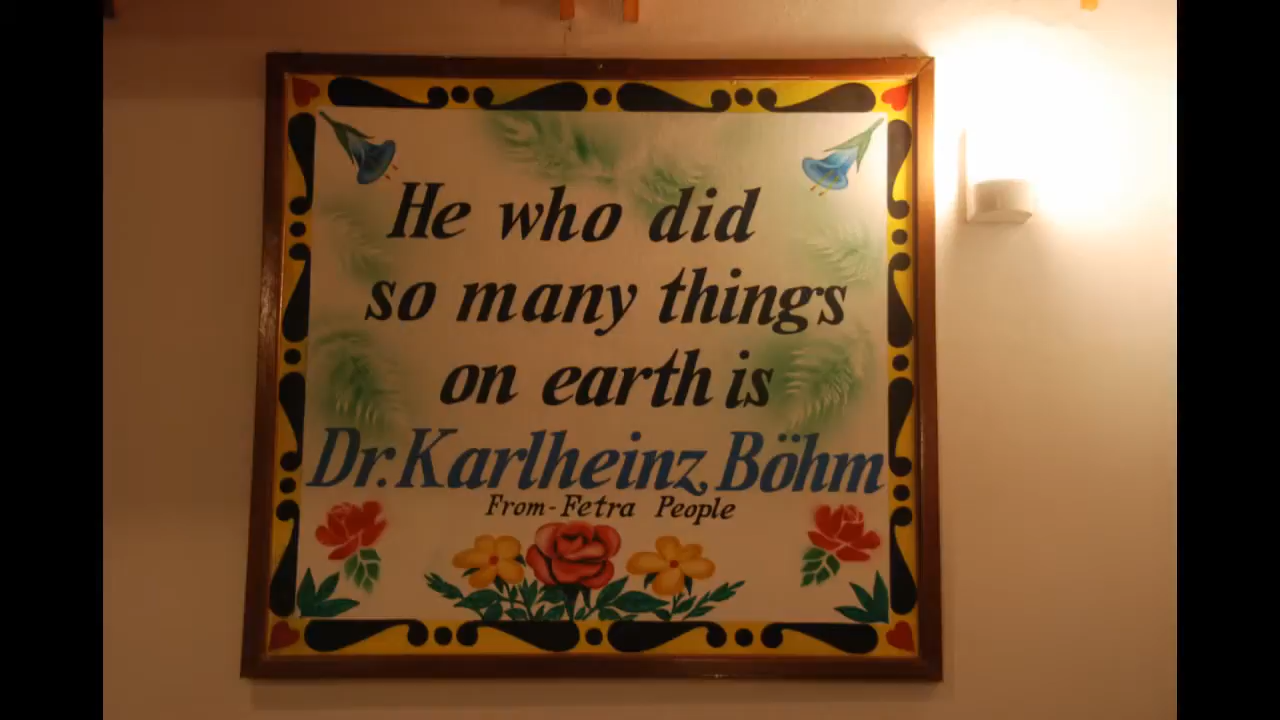 He who did
so many things
on earth is
Dr. Karlheinz Böhm
From-Fetra People